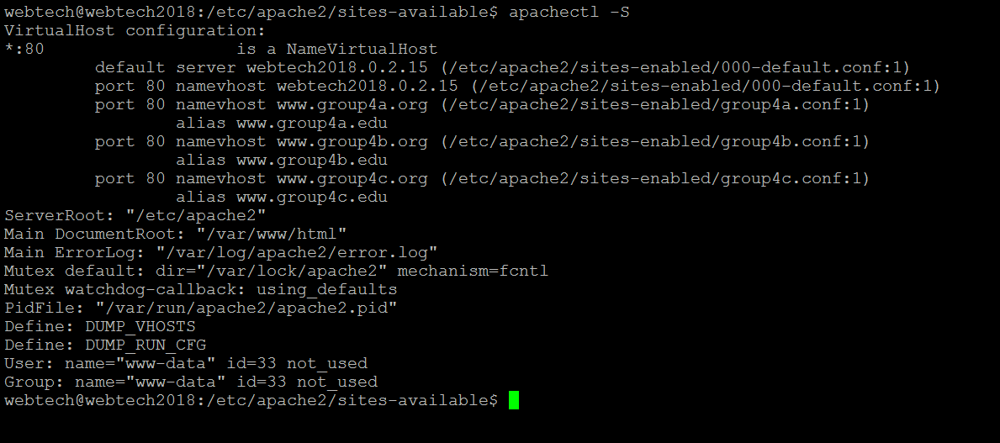 webtech@webtech2018:/etc/apache2/sites-available$ apachectl -S
VirtualHost configuration:
*:80                   is a NameVirtualHost
         default server webtech2018.0.2.15 (/etc/apache2/sites-enabled/000-default.conf:1)
         port 80 namevhost webtech2018.0.2.15 (/etc/apache2/sites-enabled/000-default.conf:1)
         port 80 namevhost www.group4a.org (/etc/apache2/sites-enabled/group4a.conf:1)
                 alias www.group4a.edu
         port 80 namevhost www.group4b.org (/etc/apache2/sites-enabled/group4b.conf:1)
                 alias www.group4b.edu
         port 80 namevhost www.group4c.org (/etc/apache2/sites-enabled/group4c.conf:1)
                 alias www.group4c.edu
ServerRoot: "/etc/apache2"
Main DocumentRoot: "/var/www/html"
Main ErrorLog: "/var/log/apache2/error.log"
Mutex default: dir="/var/lock/apache2" mechanism=fcntl
Mutex watchdog-callback: using_defaults
PidFile: "/var/run/apache2/apache2.pid"
Define: DUMP_VHOSTS
Define: DUMP_RUN_CFG
User: name="www-data" id=33 not_used
Group: name="www-data" id=33 not_used
webtech@webtech2018:/etc/apache2/sites-available$